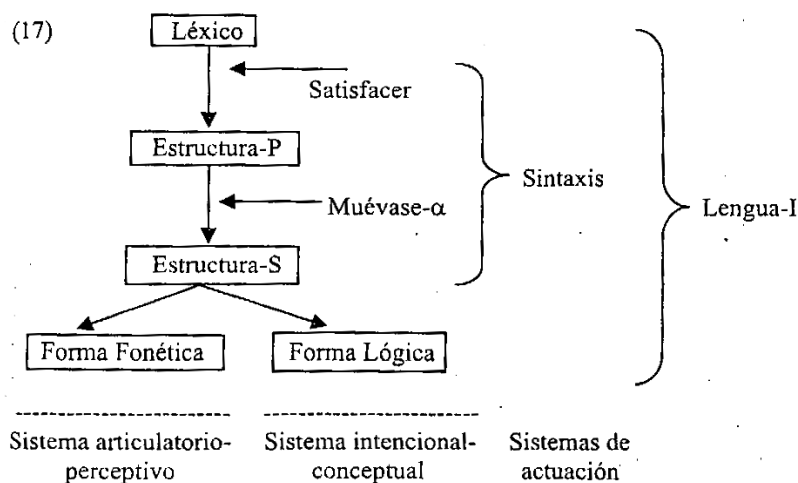 (17)
Léxico
Satisfacer
Estructura-P
Sintaxis
Muévase-α
Lengua-I
Estructura-S
Forma Fonética
Forma Lógica
Sistema articulatorio- Sistema intencional- Sistemas de
perceptivo conceptual actuación